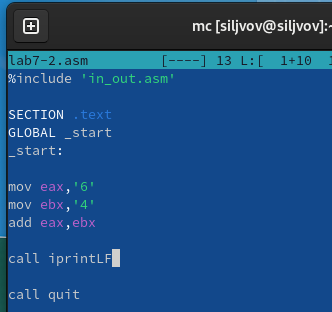 mc [siljvov@siljvov]:~
lab7-2.asm [----] 13 L:[ 1+10 1
%include 'in_out.asm'
SECTION .text
GLOBAL _start
_start:
mov eax,'6'
mov ebx,'4'
add eax,ebx
call iprintLF
call quit